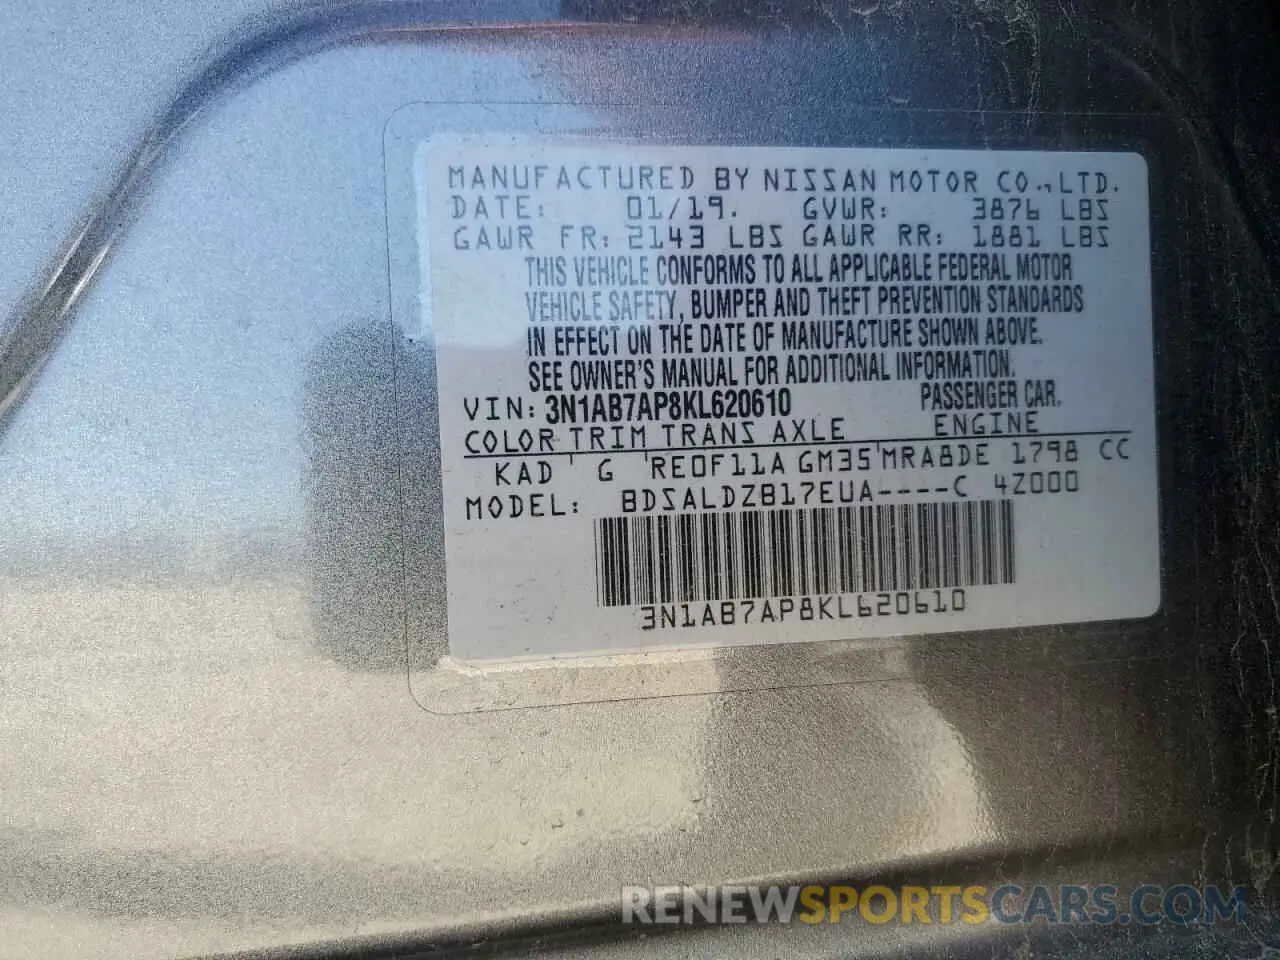 MANUFACTURED BY NISSAN MOTOR CO., LTD.
DATE: 01/19. GVWR: 3876 LBS
GAWR FR: 2143 LBS GAWR RR: 1881 LBS
THIS VEHICLE CONFORMS TO ALL APPLICABLE FEDERAL MOTOR
VEHICLE SAFETY, BUMPER AND THEFT PREVENTION STANDARDS
IN EFFECT ON THE DATE OF MANUFACTURE SHOWN ABOVE.
SEE OWNER'S MANUAL FOR ADDITIONAL INFORMATION.
VIN: 3N1AB7AP8KL620610 PASSENGER CAR.
COLOR TRIM TRANS AXLE ENGINE
KAD ' G 'RE0F11A GM35'MRA8DE 1798 CC
MODEL: BDSALDZB17EUA----C 4Z000
3N1AB7AP8KL620610
RENEWSPORTSCARS.COM